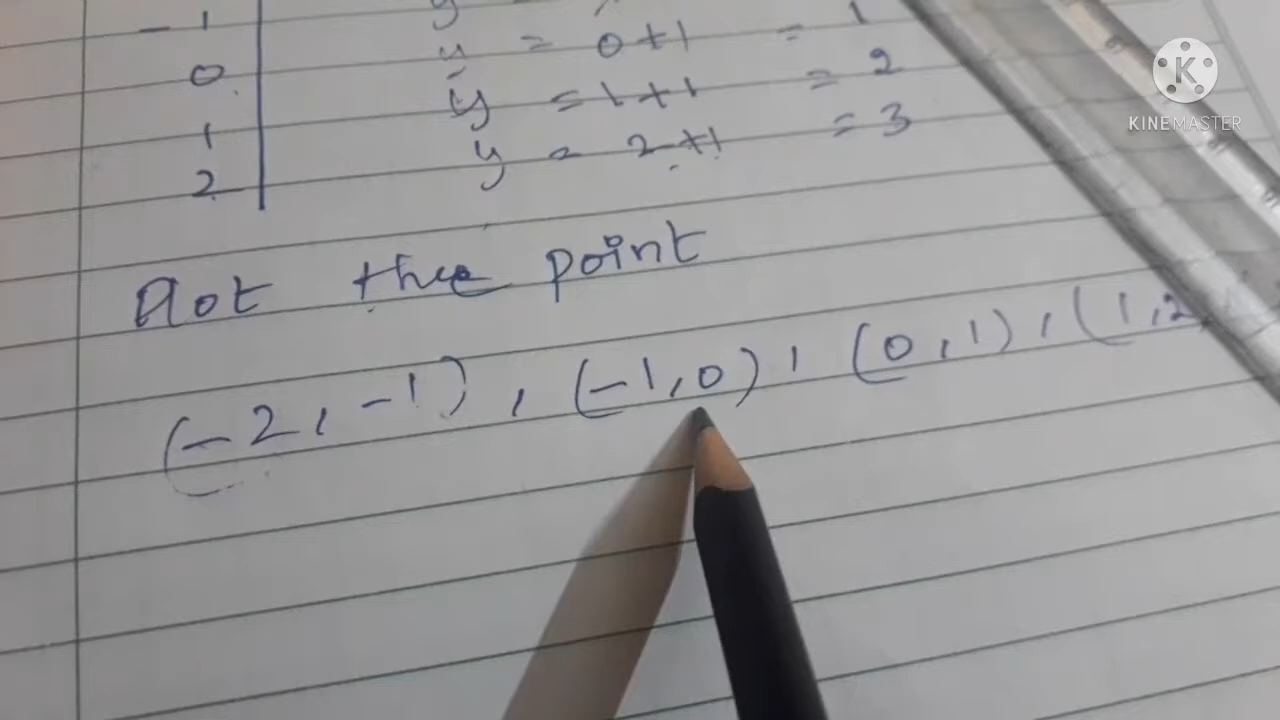 -1 y
0 y = 0+1 = 1
1 y = 1+1 = 2
2 y = 2+1 = 3
Plot the point
(-2, -1), (-1,0), (0,1), (1,2
KINEMASTER